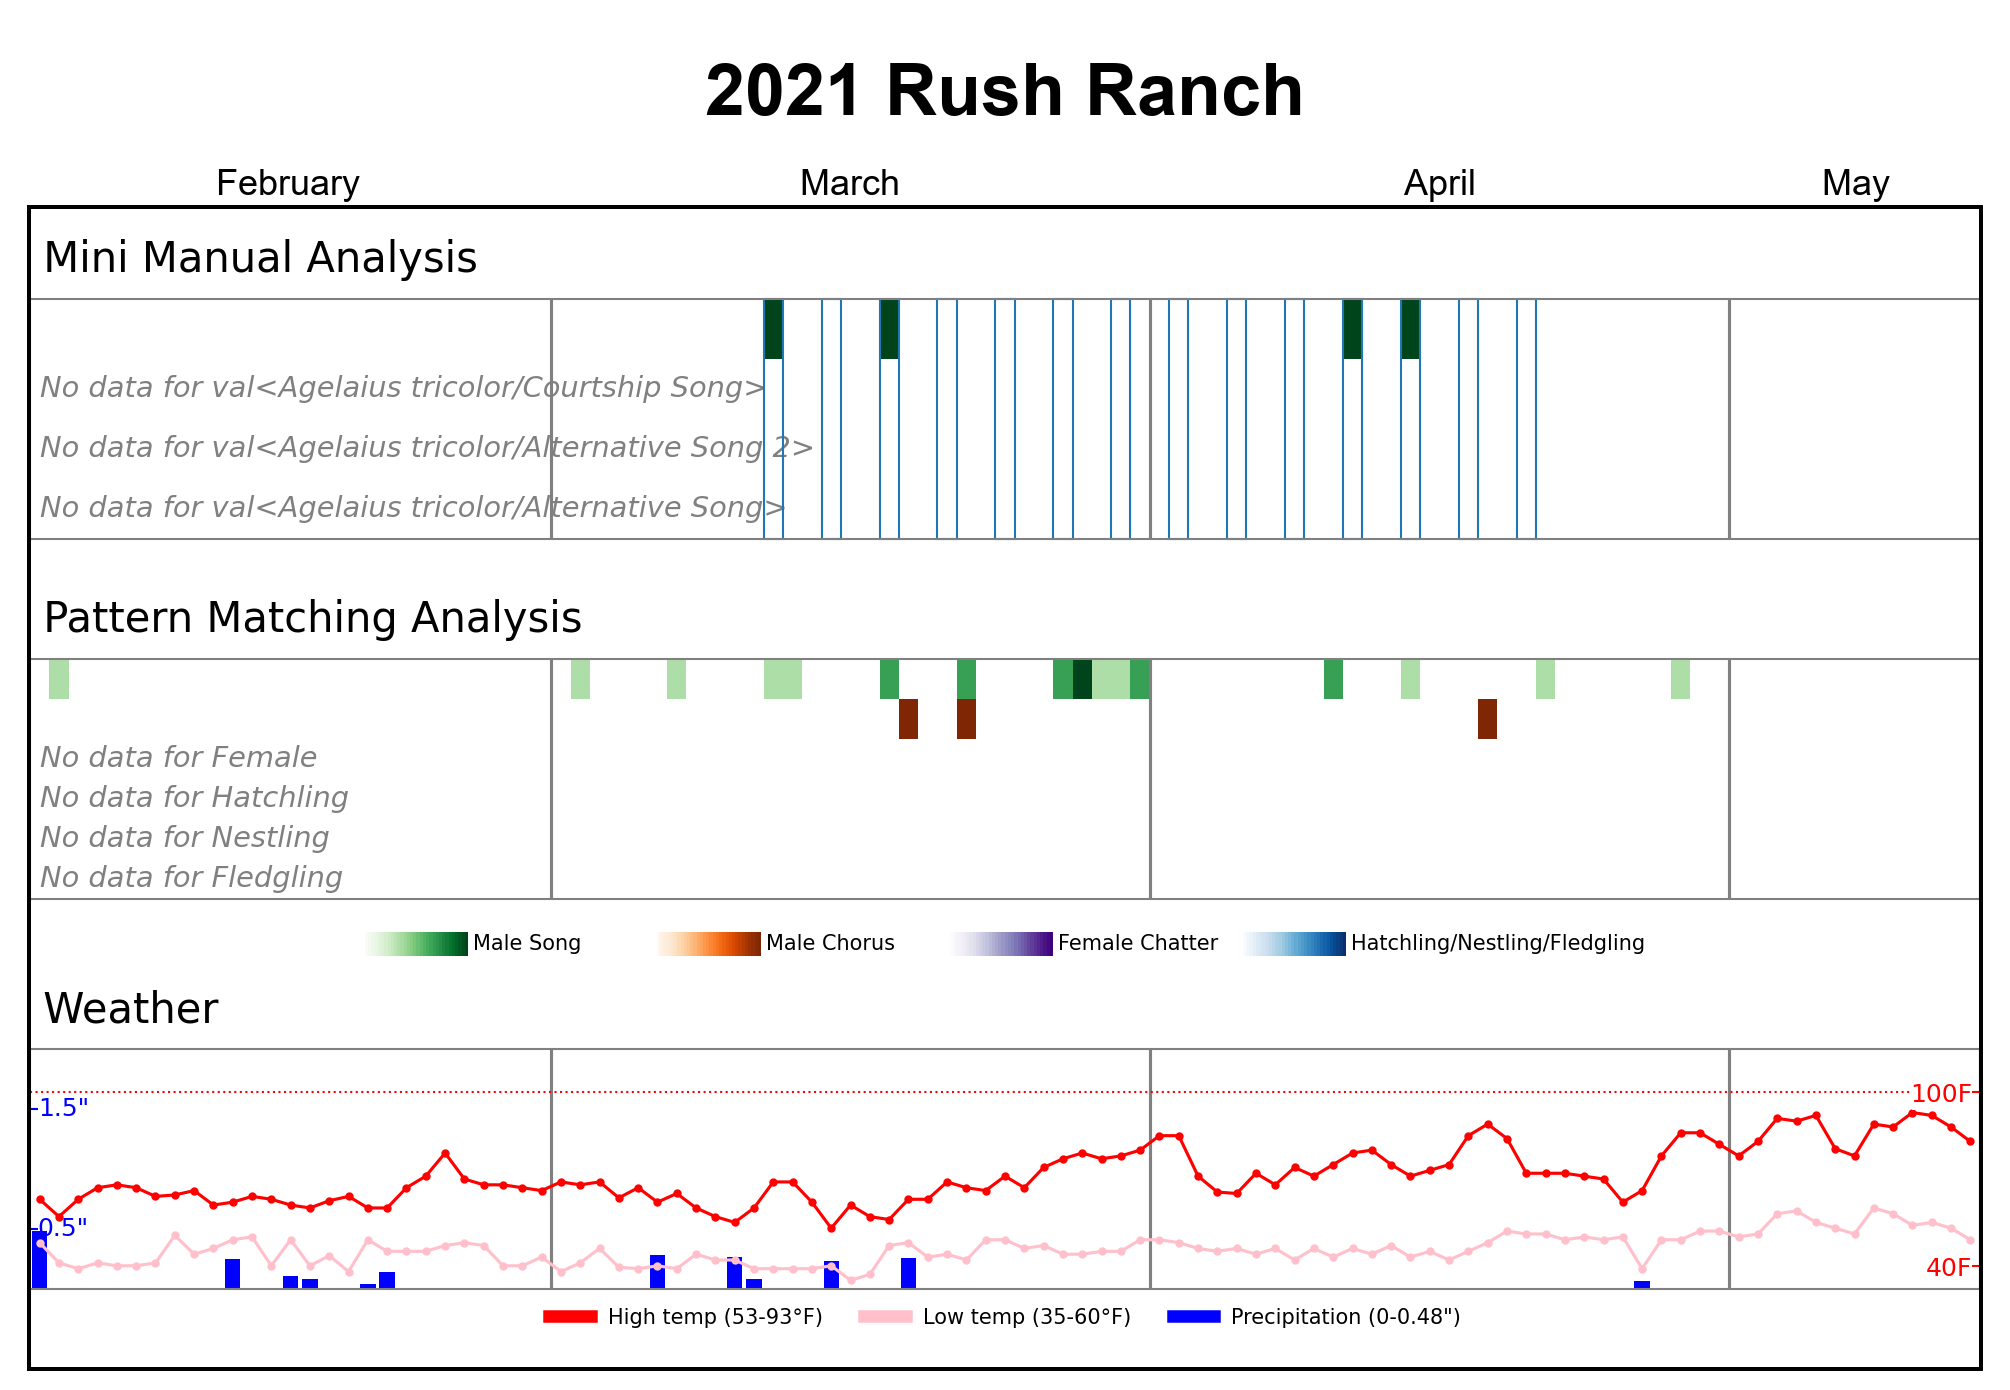 2021 Rush Ranch
February March April May
Mini Manual Analysis
No data for val<Agelaius tricolor/Courtship Song>
No data for val<Agelaius tricolor/Alternative Song 2>
No data for val<Agelaius tricolor/Alternative Song>
Pattern Matching Analysis
No data for Female
No data for Hatchling
No data for Nestling
No data for Fledgling
Male Song Male Chorus Female Chatter Hatchling/Nestling/Fledgling
Weather
100F
1.5"
0.5"
40F
High temp (53-93°F) Low temp (35-60°F) Precipitation (0-0.48")